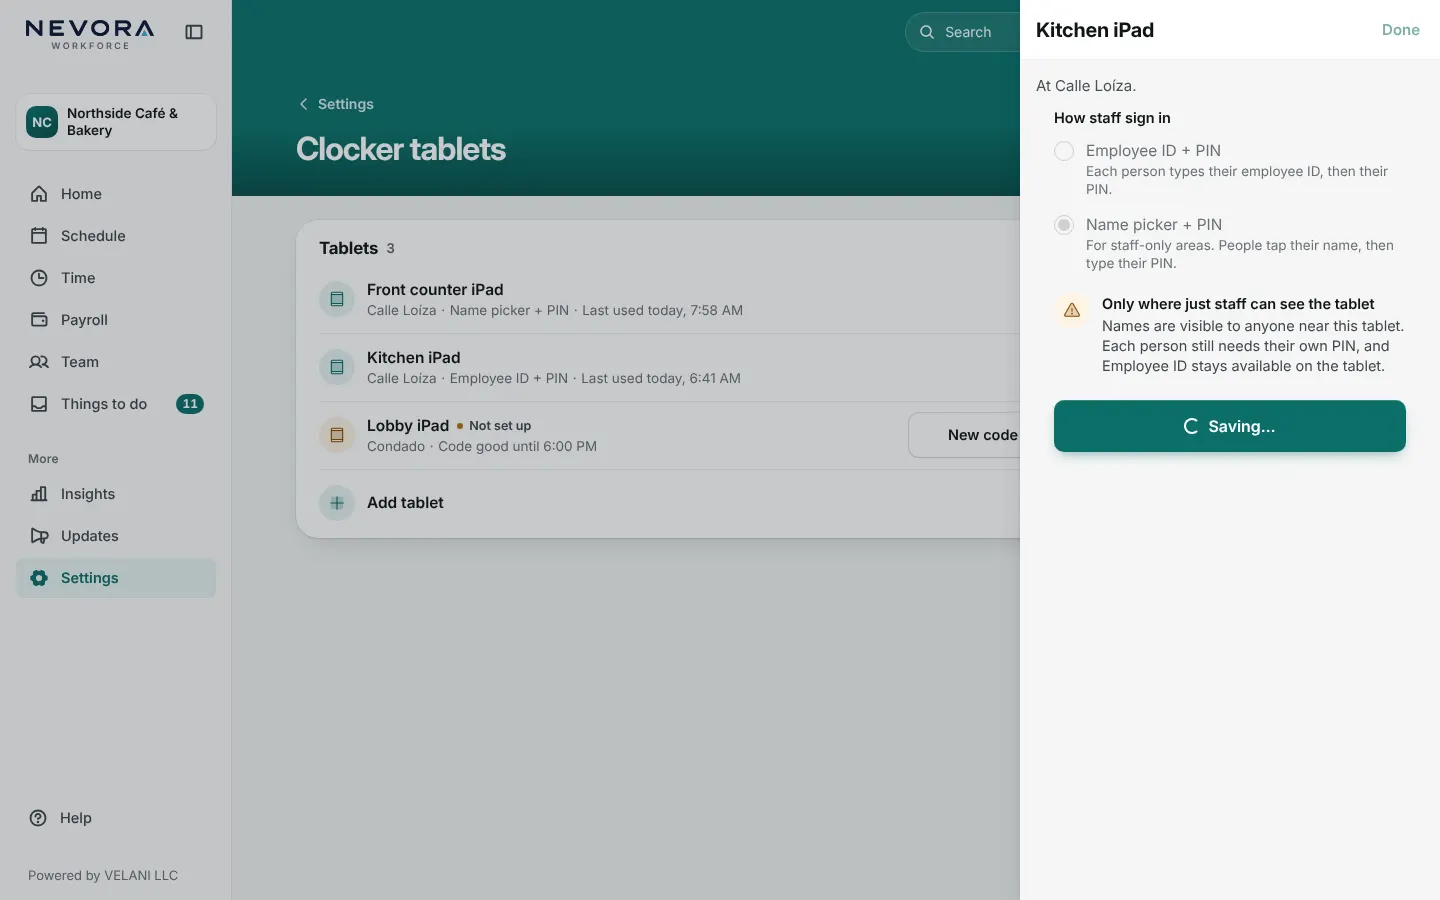 NEVORA
WORKFORCE
NC
Northside Café &
Bakery
Home
Schedule
Time
Payroll
Team
Things to do
11
More
Insights
Updates
Settings
Help
Powered by VELANI LLC
Search
Settings
Clocker tablets
Tablets 3
Front counter iPad
Calle Loíza · Name picker + PIN · Last used today, 7:58 AM
Kitchen iPad
Calle Loíza · Employee ID + PIN · Last used today, 6:41 AM
Lobby iPad • Not set up
Condado · Code good until 6:00 PM
New code
Add tablet
Kitchen iPad
Done
At Calle Loíza.
How staff sign in
Employee ID + PIN
Each person types their employee ID, then their
PIN.
Name picker + PIN
For staff-only areas. People tap their name, then
type their PIN.
Only where just staff can see the tablet
Names are visible to anyone near this tablet.
Each person still needs their own PIN, and
Employee ID stays available on the tablet.
Saving...